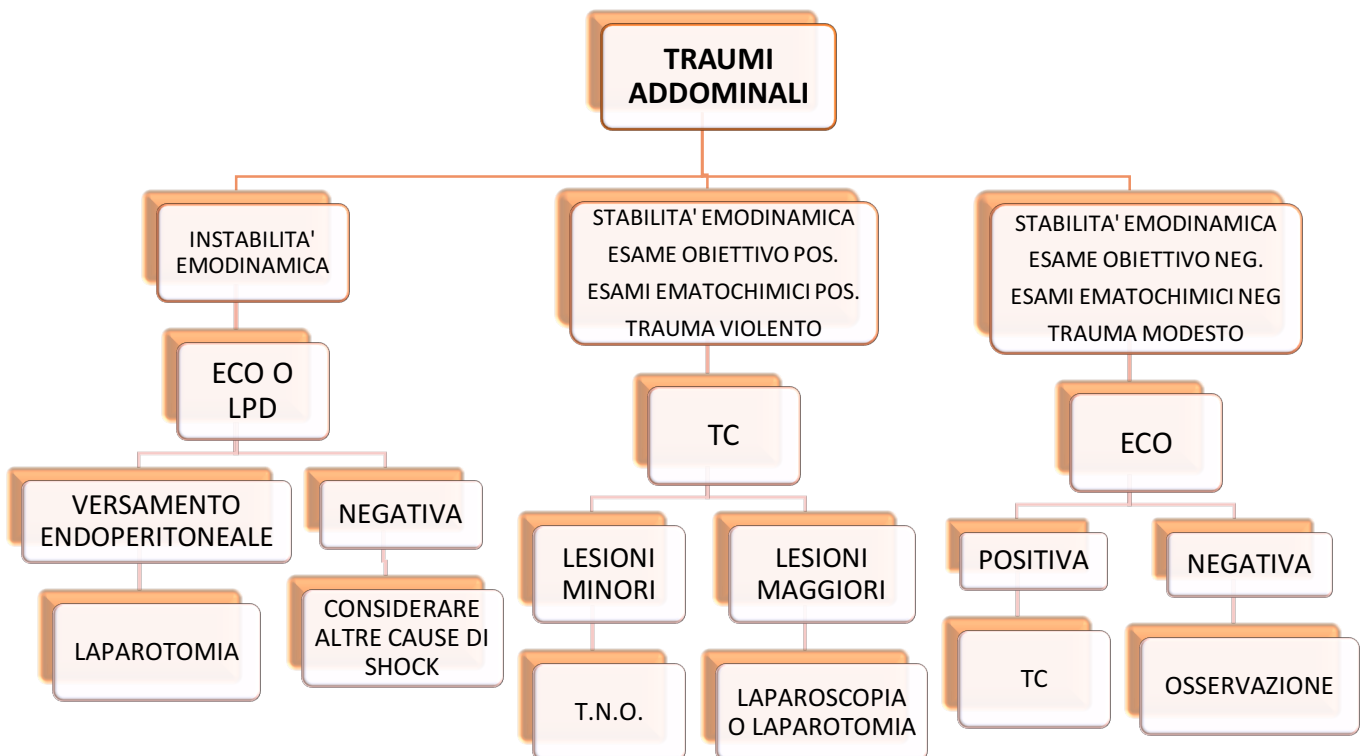 TRAUMI
ADDOMINALI
INSTABILITA'
EMODINAMICA
STABILITA' EMODINAMICA
ESAME OBIETTIVO POS.
ESAMI EMATOCHIMICI POS.
TRAUMA VIOLENTO
STABILITA' EMODINAMICA
ESAME OBIETTIVO NEG.
ESAMI EMATOCHIMICI NEG
TRAUMA MODESTO
ECO O
LPD
TC
ECO
VERSAMENTO
ENDOPERITONEALE
NEGATIVA
LESIONI
MINORI
LESIONI
MAGGIORI
POSITIVA
NEGATIVA
LAPAROTOMIA
CONSIDERARE
ALTRE CAUSE DI
SHOCK
T.N.O.
LAPAROSCOPIA
O LAPAROTOMIA
TC
OSSERVAZIONE